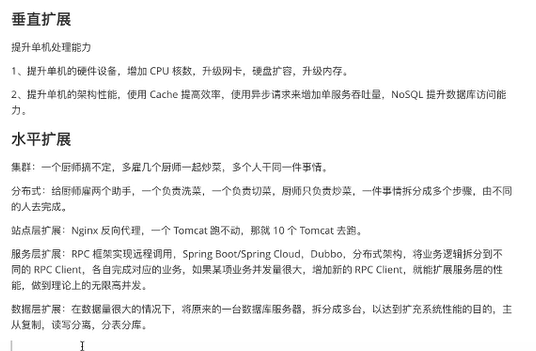 垂直扩展
提升单机处理能力
1、提升单机的硬件设备，增加 CPU 核数，升级网卡，硬盘扩容，升级内存。
2、提升单机的架构性能，使用 Cache 提高效率，使用异步请求来增加单服务吞吐量，NoSQL 提升数据库访问能
力。
水平扩展
集群：一个厨师搞不定，多雇几个厨师一起炒菜，多个人干同一件事情。
分布式：给厨师雇两个助手，一个负责洗菜，一个负责切菜，厨师只负责炒菜，一件事情拆分成多个步骤，由不同
的人去完成。
站点层扩展：Nginx 反向代理，一个 Tomcat 跑不动，那就 10 个 Tomcat 去跑。
服务层扩展：RPC 框架实现远程调用，Spring Boot/Spring Cloud，Dubbo，分布式架构，将业务逻辑拆分到不
同的 RPC Client，各自完成对应的业务，如果某项业务并发量很大，增加新的 RPC Client，就能扩展服务层的性
能，做到理论上的无限高并发。
数据层扩展：在数据量很大的情况下，将原来的一台数据库服务器，拆分成多台，以达到扩充系统性能的目的，主
从复制，读写分离，分表分库。